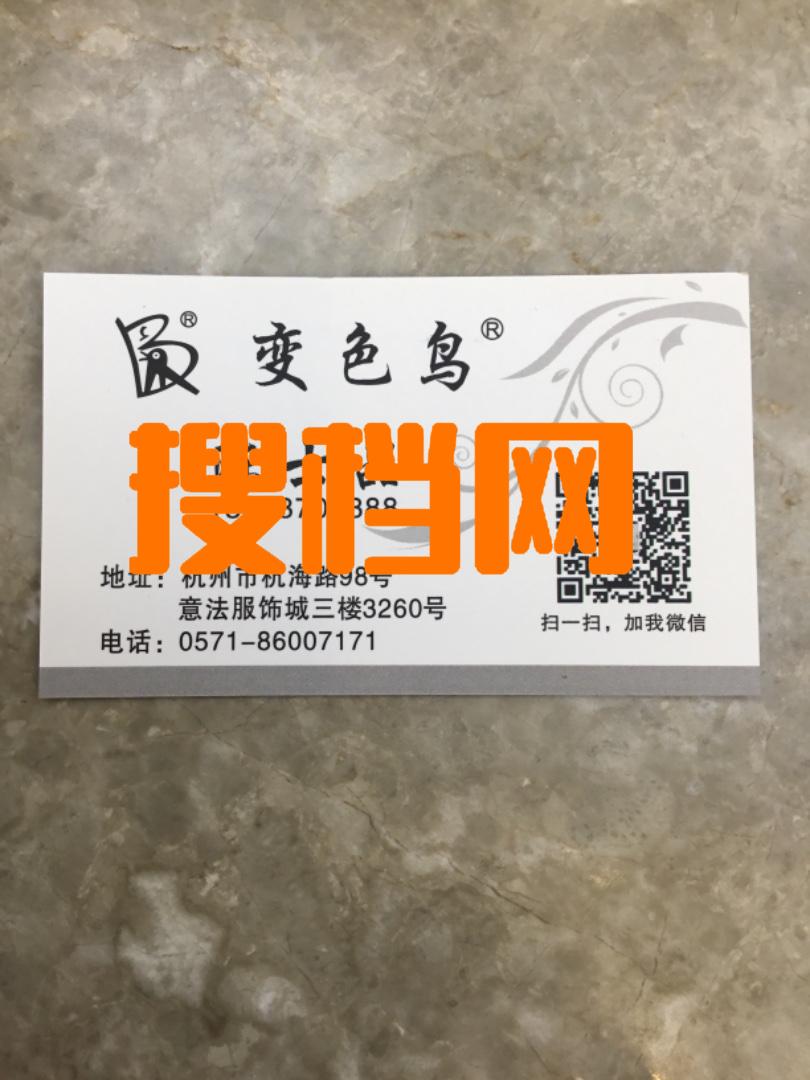 变色鸟®
搜档网
地址：杭州市杭海路98号
意法服饰城三楼3260号
电话：0571-86007171
扫一扫，加我微信